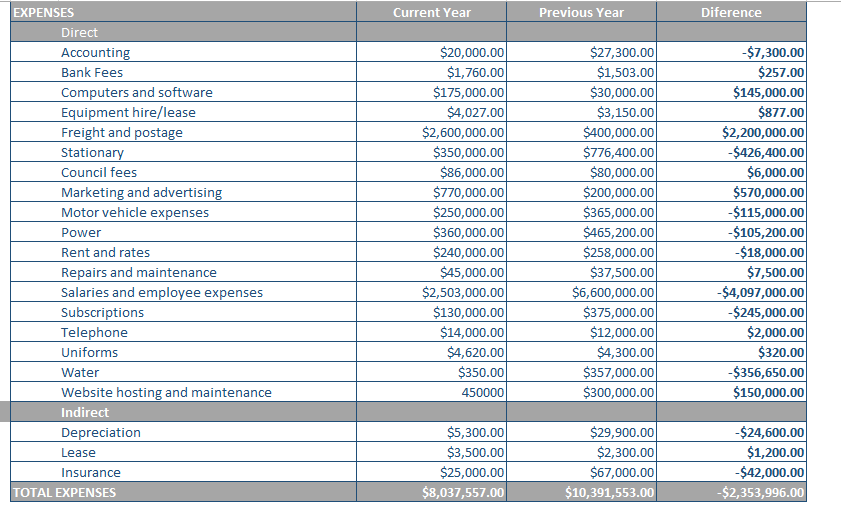 EXPENSES Current Year Previous Year Diference
Direct
Accounting $20,000.00 $27,300.00 -$7,300.00
Bank Fees $1,760.00 $1,503.00 $257.00
Computers and software $175,000.00 $30,000.00 $145,000.00
Equipment hire/lease $4,027.00 $3,150.00 $877.00
Freight and postage $2,600,000.00 $400,000.00 $2,200,000.00
Stationary $350,000.00 $776,400.00 -$426,400.00
Council fees $86,000.00 $80,000.00 $6,000.00
Marketing and advertising $770,000.00 $200,000.00 $570,000.00
Motor vehicle expenses $250,000.00 $365,000.00 -$115,000.00
Power $360,000.00 $465,200.00 -$105,200.00
Rent and rates $240,000.00 $258,000.00 -$18,000.00
Repairs and maintenance $45,000.00 $37,500.00 $7,500.00
Salaries and employee expenses $2,503,000.00 $6,600,000.00 -$4,097,000.00
Subscriptions $130,000.00 $375,000.00 -$245,000.00
Telephone $14,000.00 $12,000.00 $2,000.00
Uniforms $4,620.00 $4,300.00 $320.00
Water $350.00 $357,000.00 -$356,650.00
Website hosting and maintenance 450000 $300,000.00 $150,000.00
Indirect
Depreciation $5,300.00 $29,900.00 -$24,600.00
Lease $3,500.00 $2,300.00 $1,200.00
Insurance $25,000.00 $67,000.00 -$42,000.00
TOTAL EXPENSES $8,037,557.00 $10,391,553.00 -$2,353,996.00